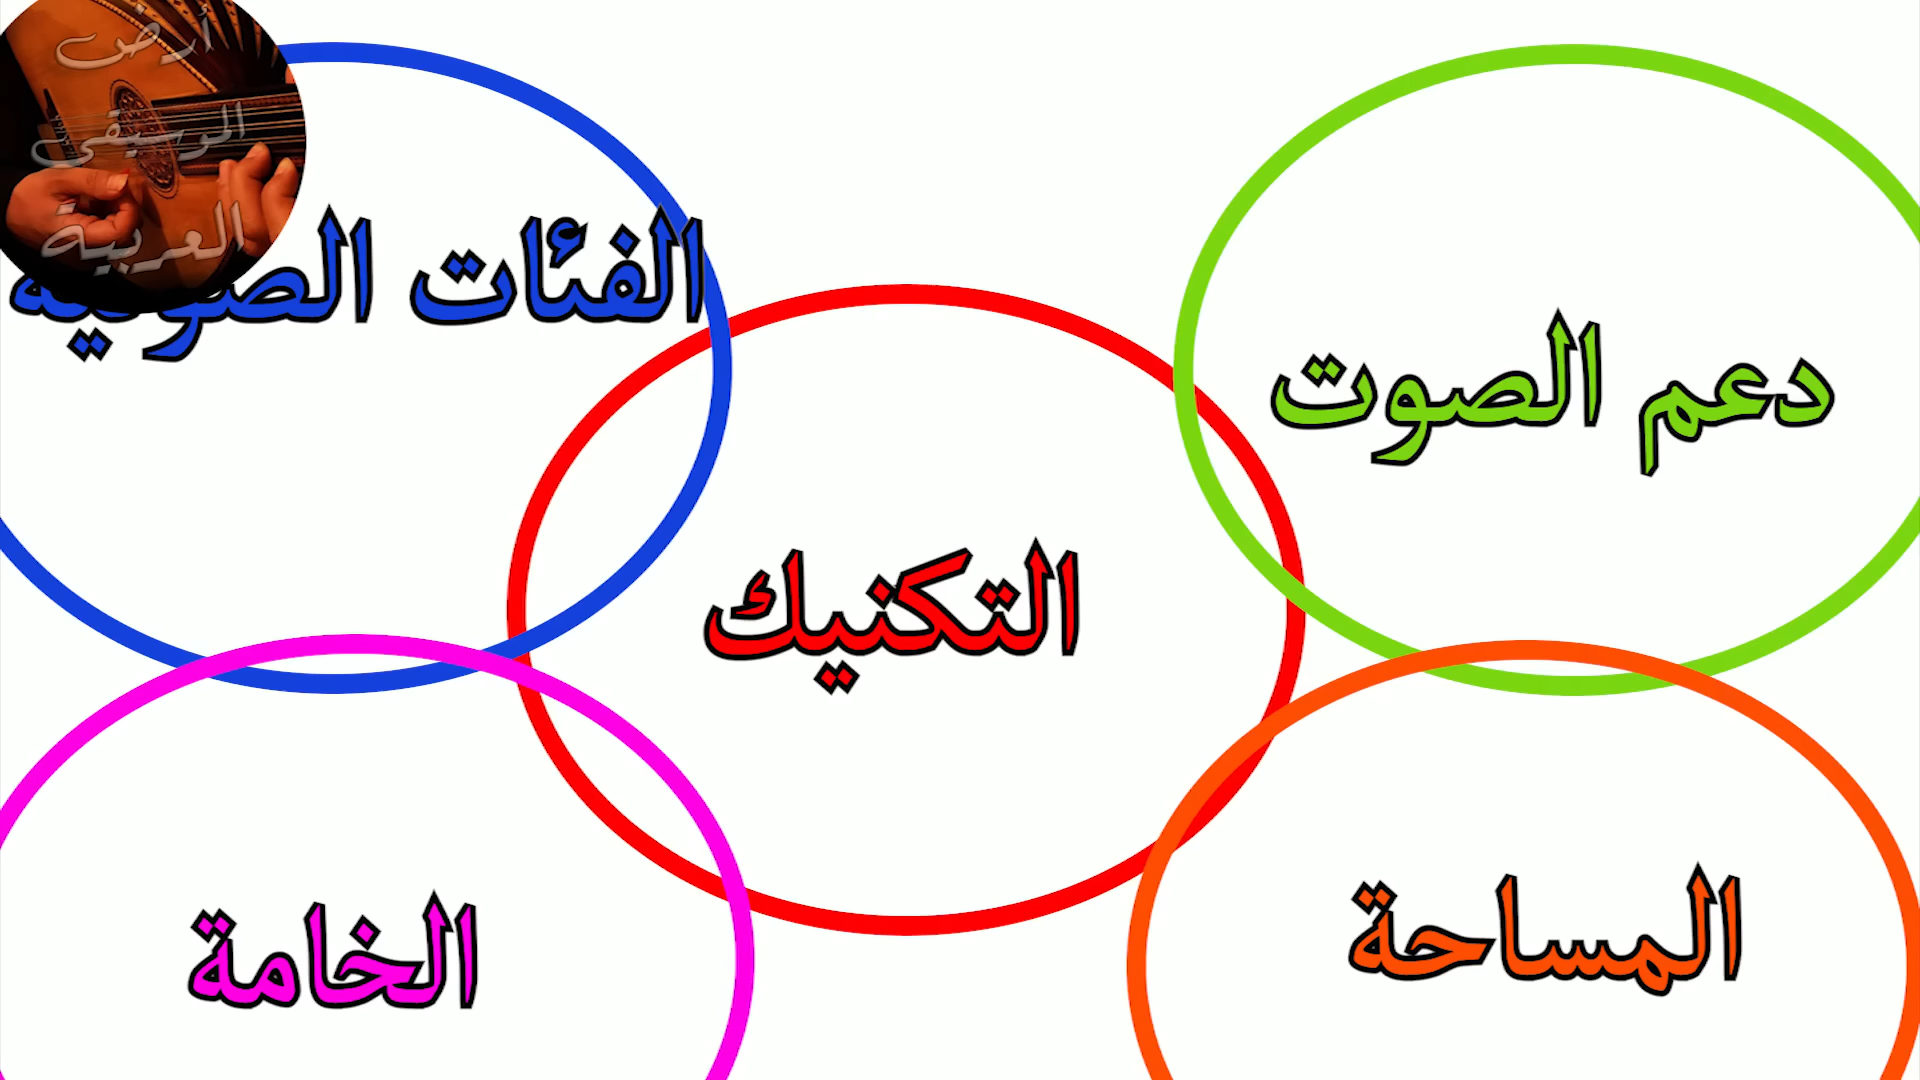 أرض
الموسيقى
العربية
الفئات الصوتية
دعم الصوت
التكنيك
الخامة
المساحة